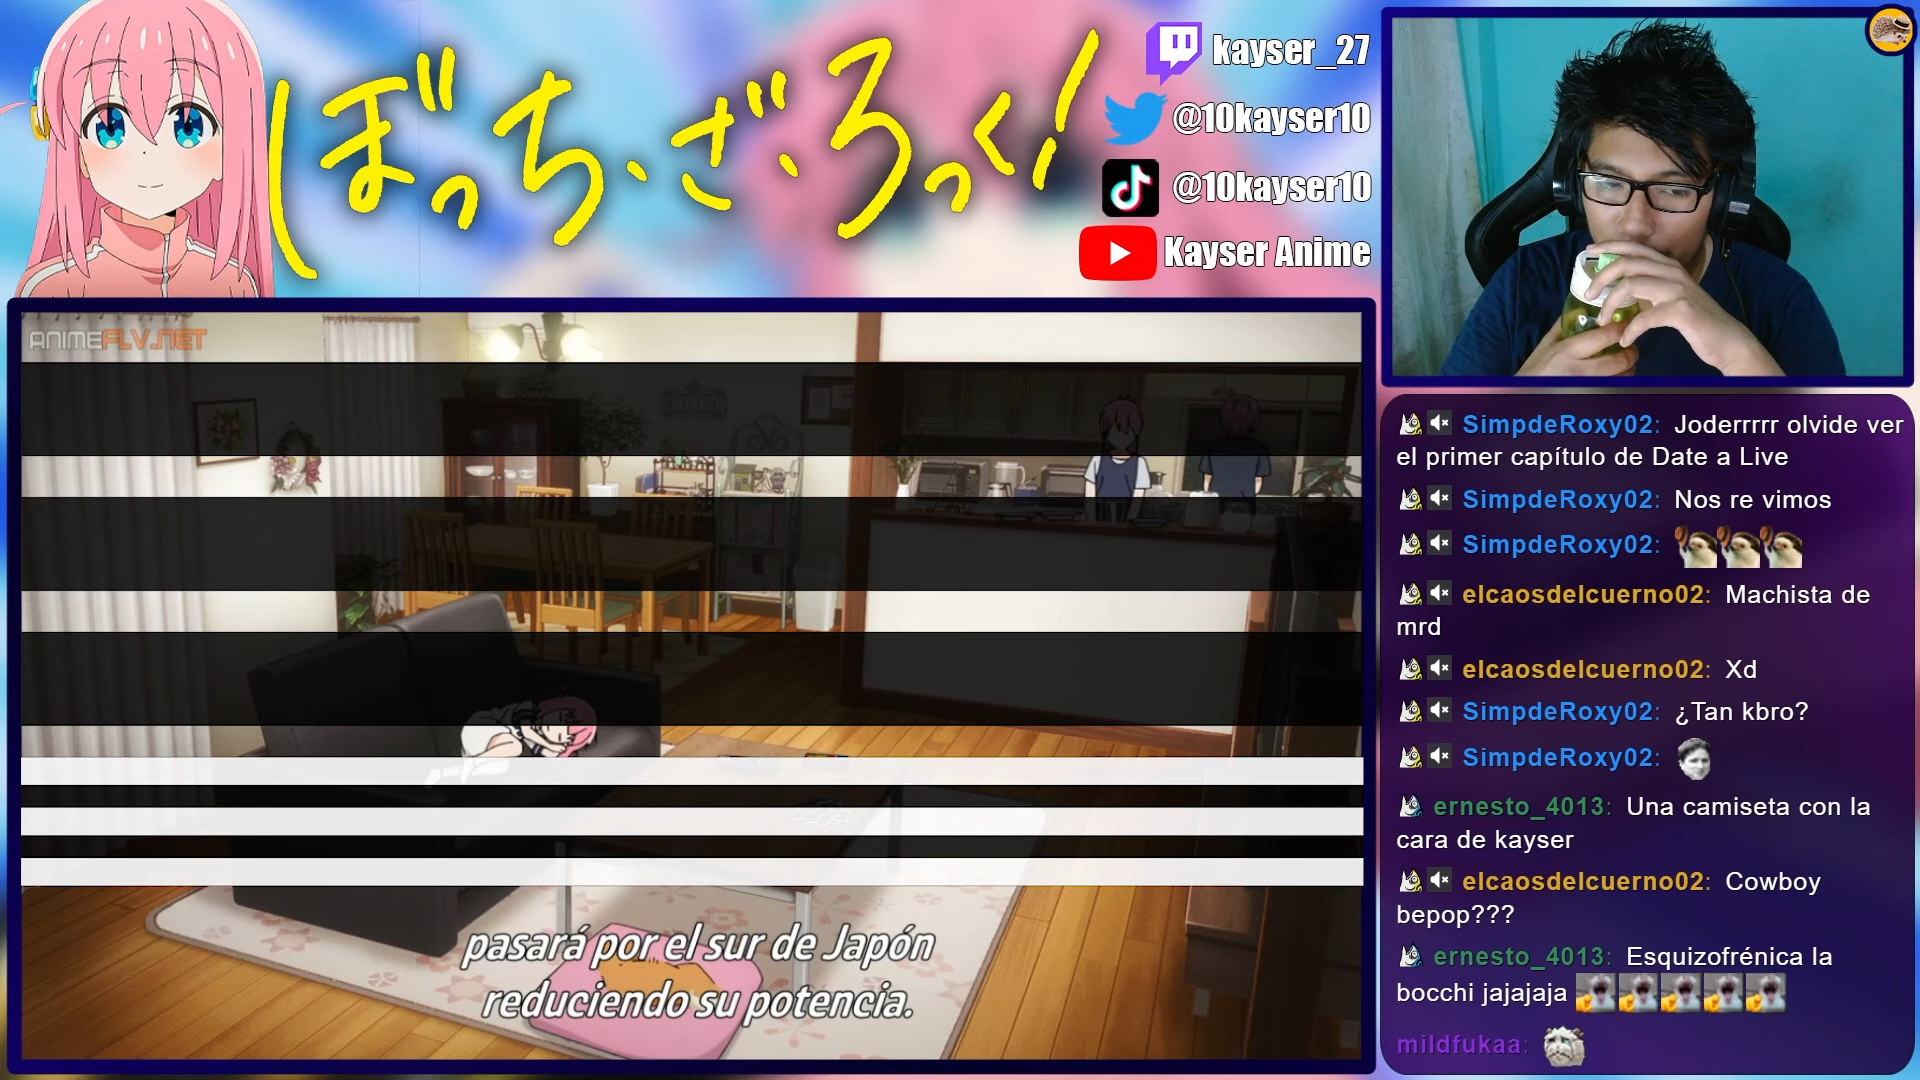 ぼっち・ざ・ろっく!
kayser_27
@10kayser10
@10kayser10
Kayser Anime
ANIMEFLV.NET
pasará por el sur de Japón
reduciendo su potencia.
SimpdeRoxy02: Joderrrrr olvide ver
el primer capítulo de Date a Live
SimpdeRoxy02: Nos re vimos
SimpdeRoxy02:
elcaosdelcuerno02: Machista de
mrd
elcaosdelcuerno02: Xd
SimpdeRoxy02: ¿Tan kbro?
SimpdeRoxy02:
ernesto_4013: Una camiseta con la
cara de kayser
elcaosdelcuerno02: Cowboy
bepop???
ernesto_4013: Esquizofrénica la
bocchi jajajaja
mildfukaa: